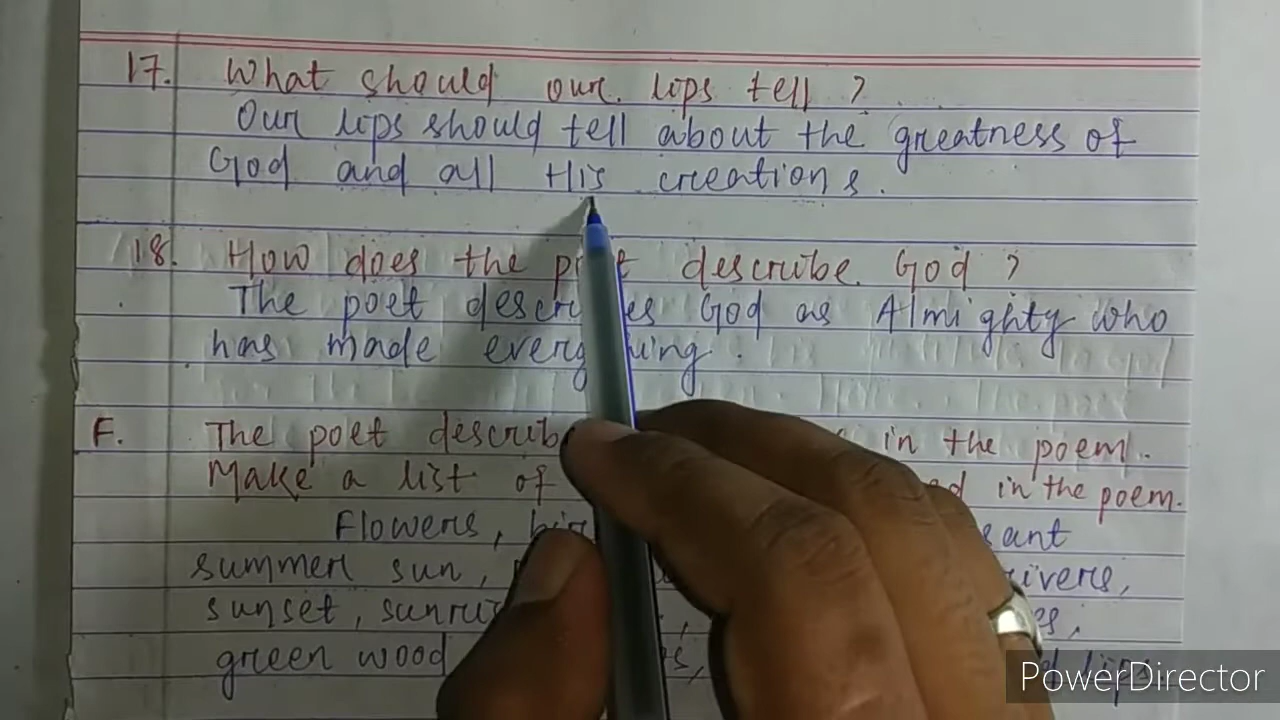 17. What should our lips tell ?
Our lips should tell about the greatness of
God and all His creations.
18. How does the poet describe God ?
The poet describes God as Almighty who
has made everything.
F. The poet in the poem.
Make a list of in the poem.
Flowers,
summer sun, rivers,
sunset,
green wood lips.
PowerDirector